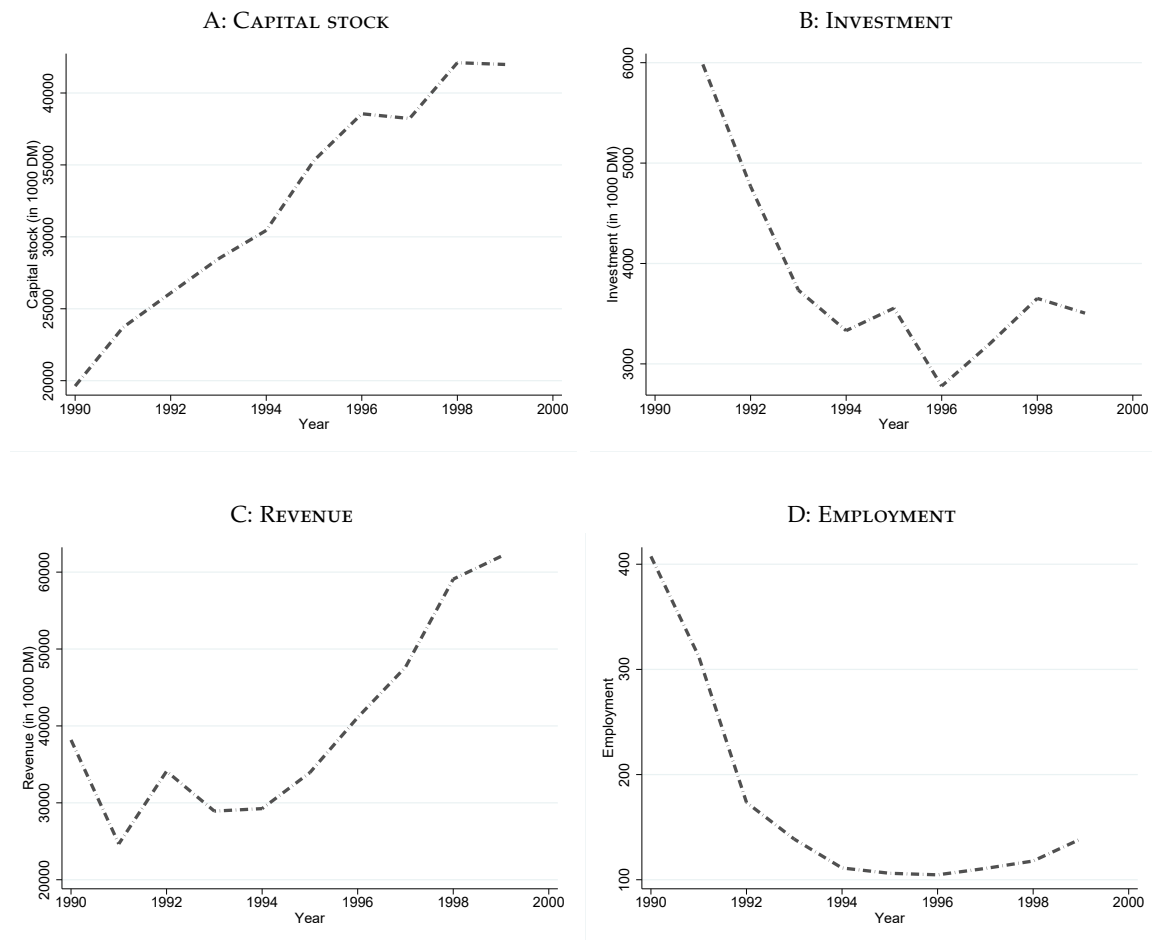 A: CAPITAL STOCK
Capital stock (in 1000 DM)
40000
35000
30000
25000
20000
1990 1992 1994 1996 1998 2000
Year
B: INVESTMENT
Investment (in 1000 DM)
6000
5000
4000
3000
1990 1992 1994 1996 1998 2000
Year
C: REVENUE
Revenue (in 1000 DM)
60000
50000
40000
30000
20000
1990 1992 1994 1996 1998 2000
Year
D: EMPLOYMENT
Employment
400
300
200
100
1990 1992 1994 1996 1998 2000
Year